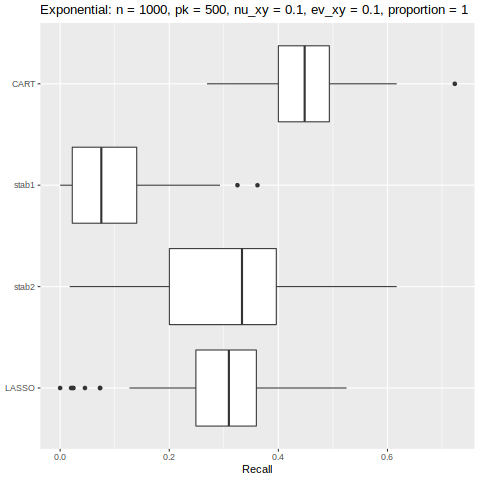 Exponential: n = 1000, pk = 500, nu_xy = 0.1, ev_xy = 0.1, proportion = 1
CART
stab1
stab2
LASSO
0.0 0.2 0.4 0.6
Recall